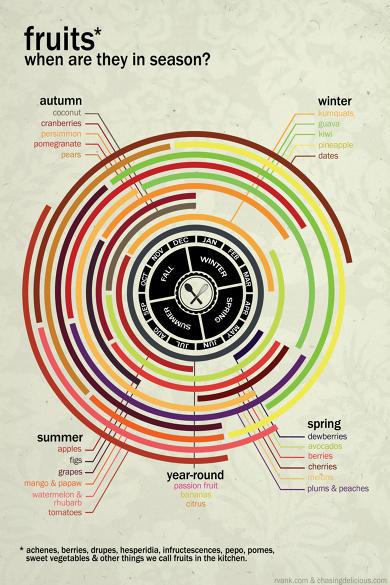 fruits*
when are they in season?
autumn
coconut
cranberries
persimmon
pomegranate
pears
winter
kumquats
guava
kiwi
pineapple
dates
DEC
JAN
FEB
MAR
APR
MAY
JUN
JUL
AUG
SEP
OCT
NOV
FALL
WINTER
SPRING
SUMMER
summer
apples
figs
grapes
mango & papaw
watermelon &
rhubarb
tomatoes
year-round
passion fruit
bananas
citrus
spring
dewberries
avocados
berries
cherries
melons
plums & peaches
* achenes, berries, drupes, hesperidia, infructescences, pepo, pomes,
sweet vegetables & other things we call fruits in the kitchen.
rvank.com & chasingdelicious.com